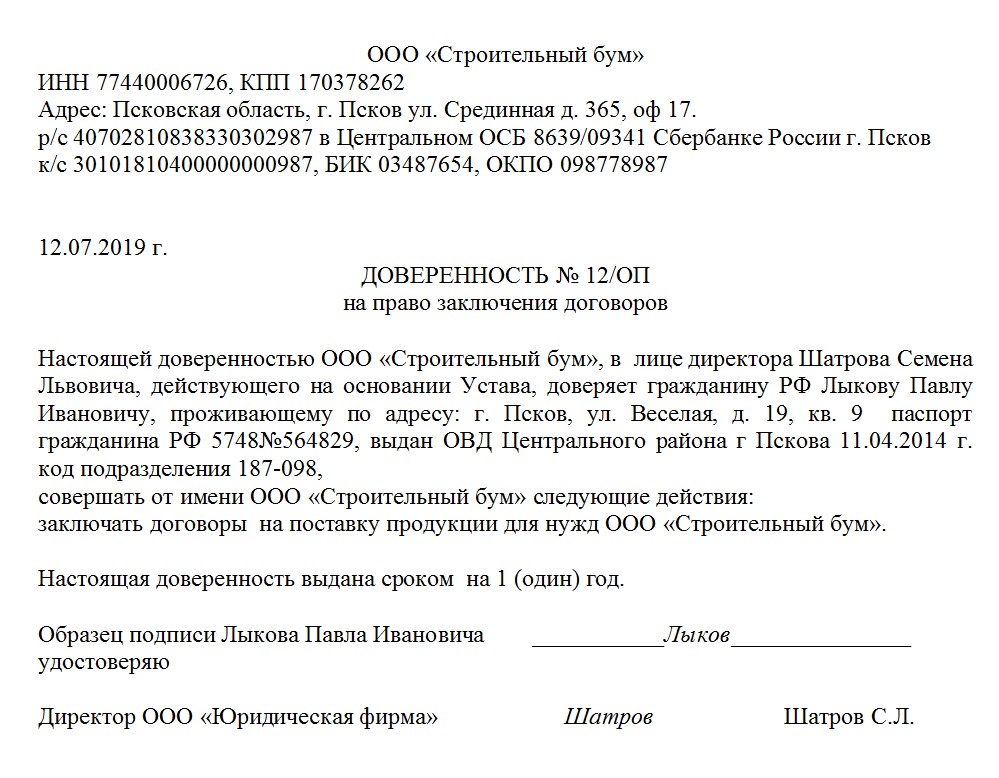 ООО «Строительный бум»
ИНН 77440006726, КПП 170378262
Адрес: Псковская область, г. Псков ул. Срединная д. 365, оф 17.
р/с 40702810838330302987 в Центральном ОСБ 8639/09341 Сбербанке России г. Псков
к/с 30101810400000000987, БИК 03487654, ОКПО 098778987
12.07.2019 г.
ДОВЕРЕННОСТЬ № 12/ОП
на право заключения договоров
Настоящей доверенностью ООО «Строительный бум», в лице директора Шатрова Семена
Львовича, действующего на основании Устава, доверяет гражданину РФ Лыкову Павлу
Ивановичу, проживающему по адресу: г. Псков, ул. Веселая, д. 19, кв. 9 паспорт
гражданина РФ 5748№564829, выдан ОВД Центрального района г Пскова 11.04.2014 г.
код подразделения 187-098,
совершать от имени ООО «Строительный бум» следующие действия:
заключать договоры на поставку продукции для нужд ООО «Строительный бум».
Настоящая доверенность выдана сроком на 1 (один) год.
Образец подписи Лыкова Павла Ивановича ___________Лыков_______________
удостоверяю
Директор ООО «Юридическая фирма» Шатров Шатров С.Л.